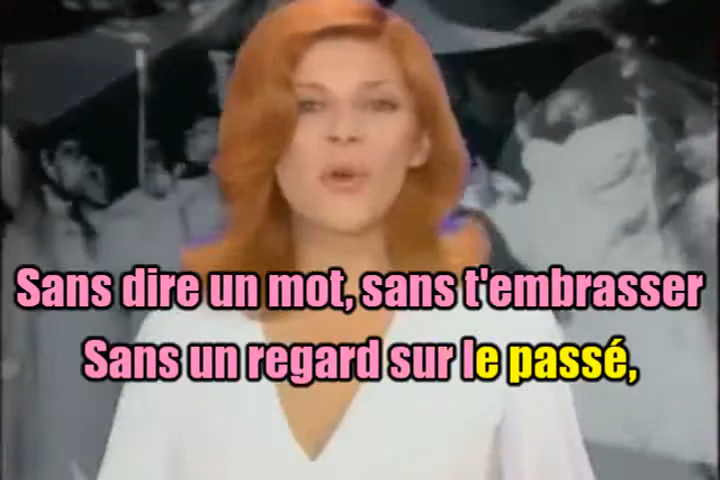 Sans dire un mot, sans t'embrasser
Sans un regard sur le passé,